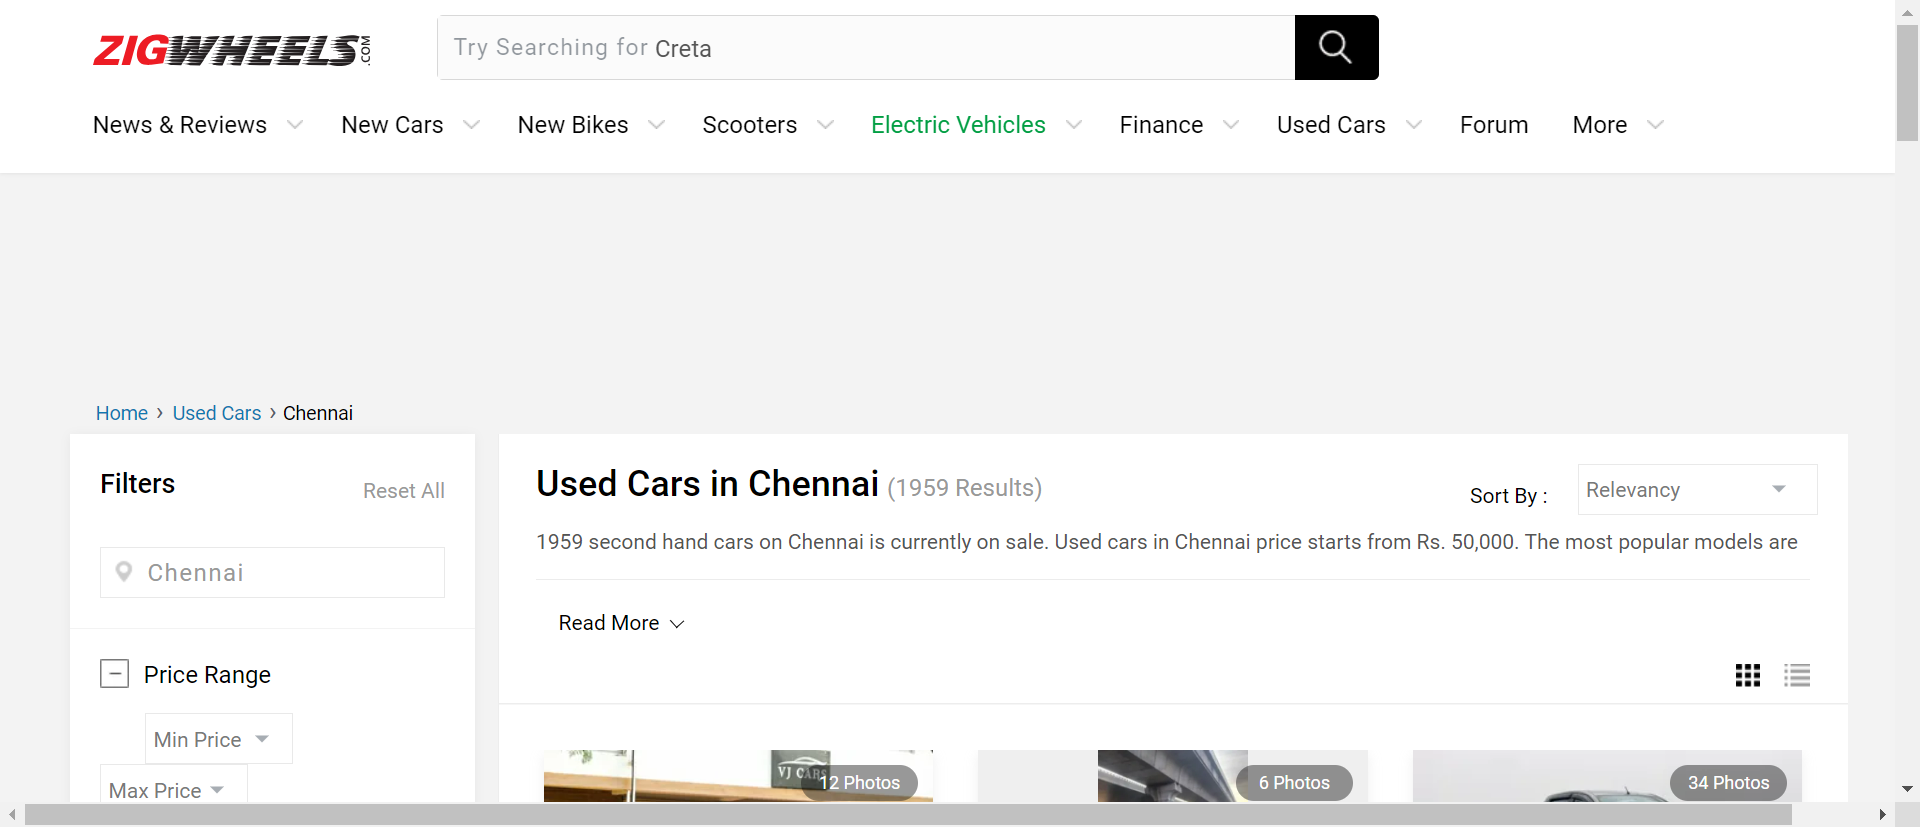 ZIGWHEELS.COM
Try Searching for Creta
News & Reviews New Cars New Bikes Scooters Electric Vehicles Finance Used Cars Forum More
Home › Used Cars › Chennai
Filters
Reset All
Chennai
Price Range
Min Price
Max Price
Used Cars in Chennai (1959 Results)
Sort By : Relevancy
1959 second hand cars on Chennai is currently on sale. Used cars in Chennai price starts from Rs. 50,000. The most popular models are
Read More
VJ CARS
12 Photos
6 Photos
34 Photos